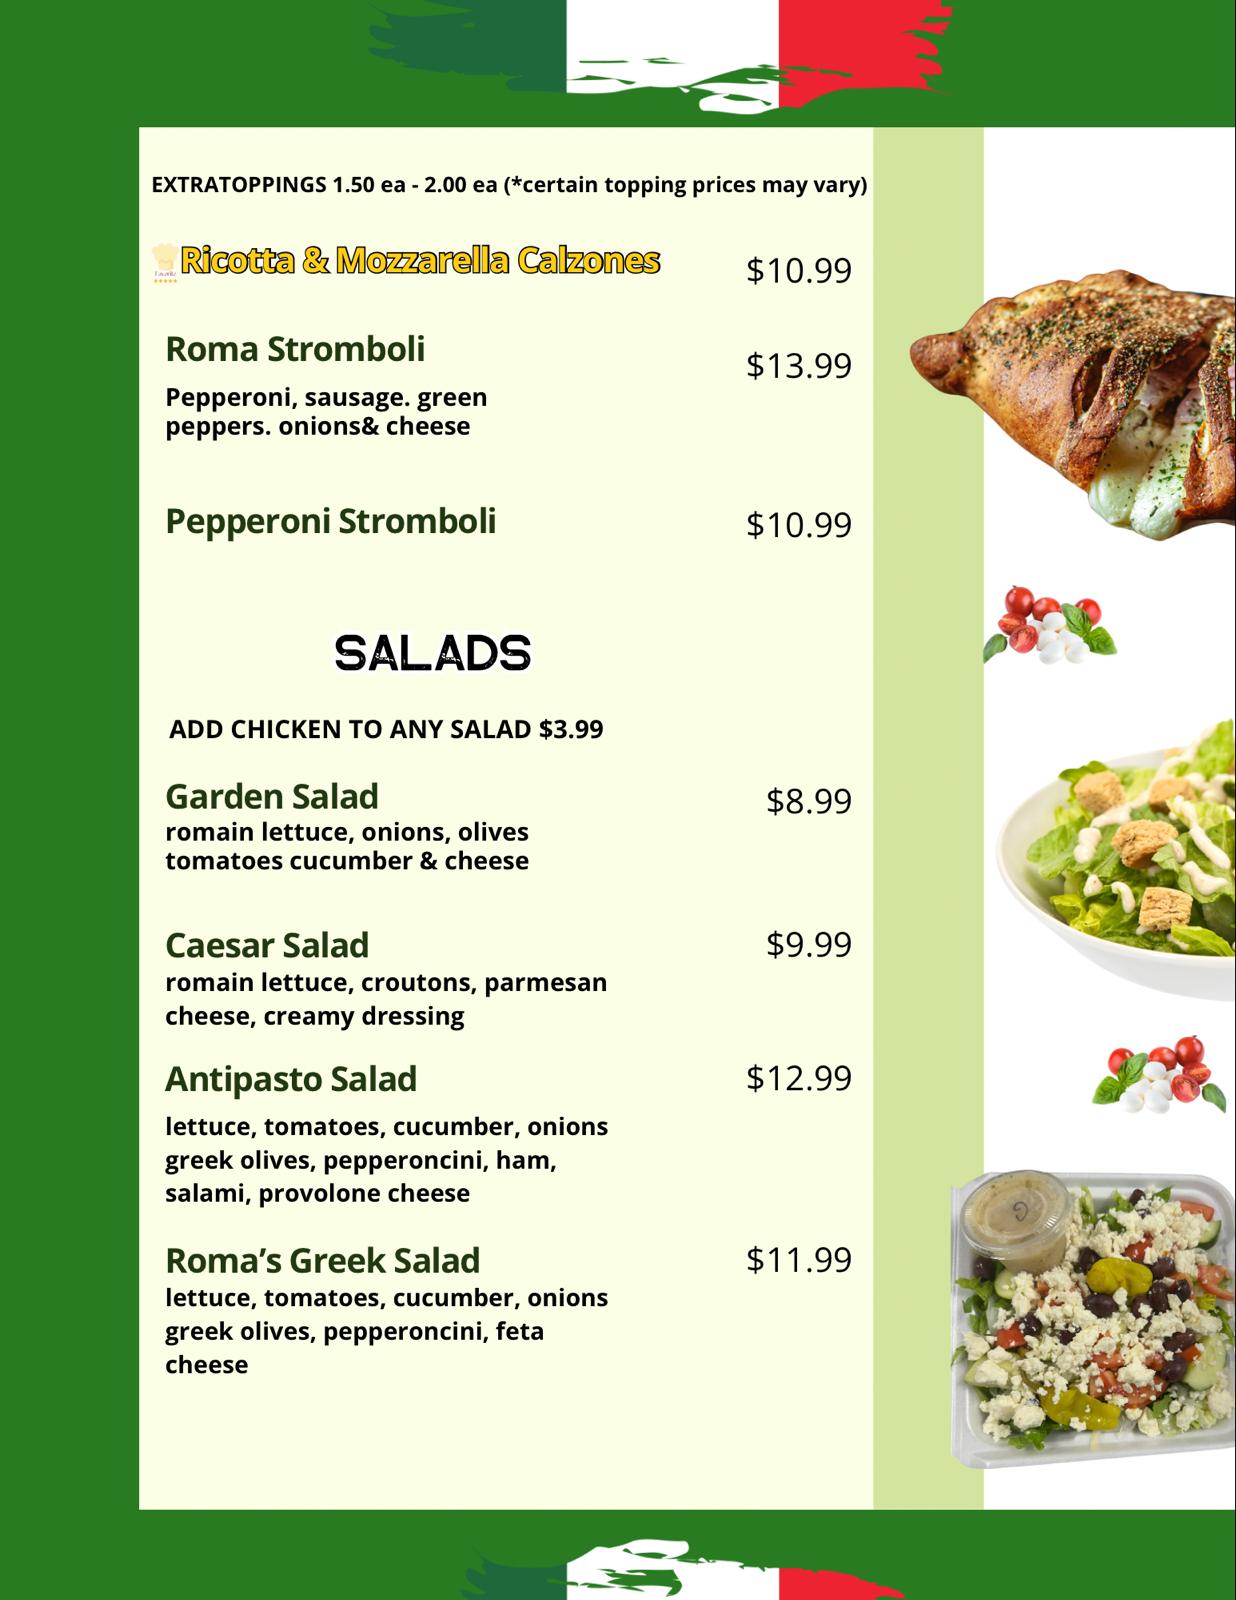 EXTRATOPPINGS 1.50 ea - 2.00 ea (*certain topping prices may vary)
Favorite
Ricotta & Mozzarella Calzones $10.99
Roma Stromboli $13.99
Pepperoni, sausage. green
peppers. onions& cheese
Pepperoni Stromboli $10.99
SALADS
ADD CHICKEN TO ANY SALAD $3.99
Garden Salad $8.99
romain lettuce, onions, olives
tomatoes cucumber & cheese
Caesar Salad $9.99
romain lettuce, croutons, parmesan
cheese, creamy dressing
Antipasto Salad $12.99
lettuce, tomatoes, cucumber, onions
greek olives, pepperoncini, ham,
salami, provolone cheese
Roma’s Greek Salad $11.99
lettuce, tomatoes, cucumber, onions
greek olives, pepperoncini, feta
cheese
G